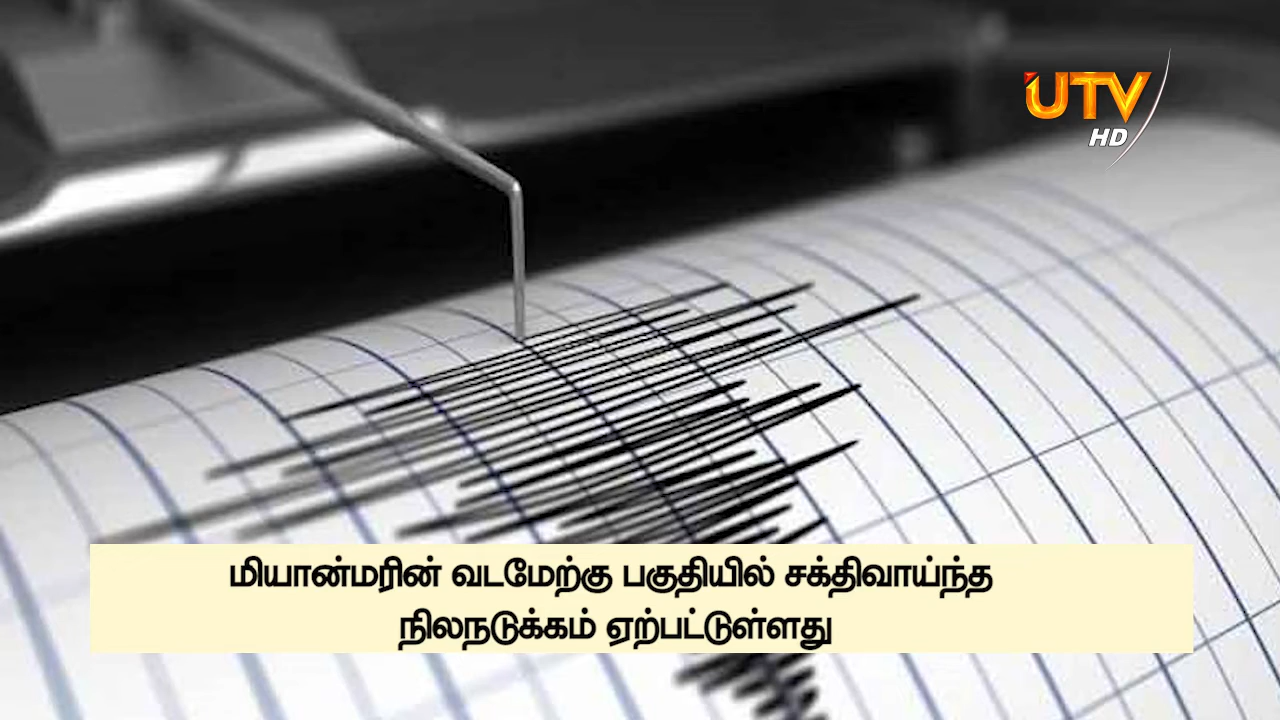 UTV
HD
மியான்மரின் வடமேற்கு பகுதியில் சக்திவாய்ந்த
நிலநடுக்கம் ஏற்பட்டுள்ளது